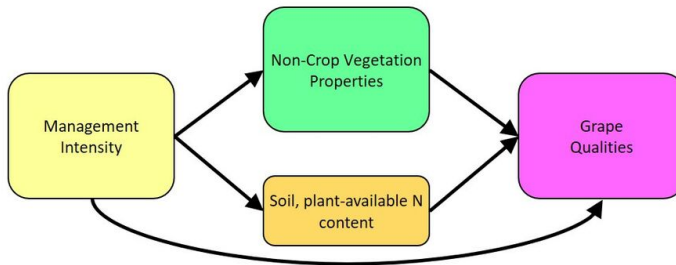 Non-Crop Vegetation
Properties
Management
Intensity
Grape
Qualities
Soil, plant-available N
content